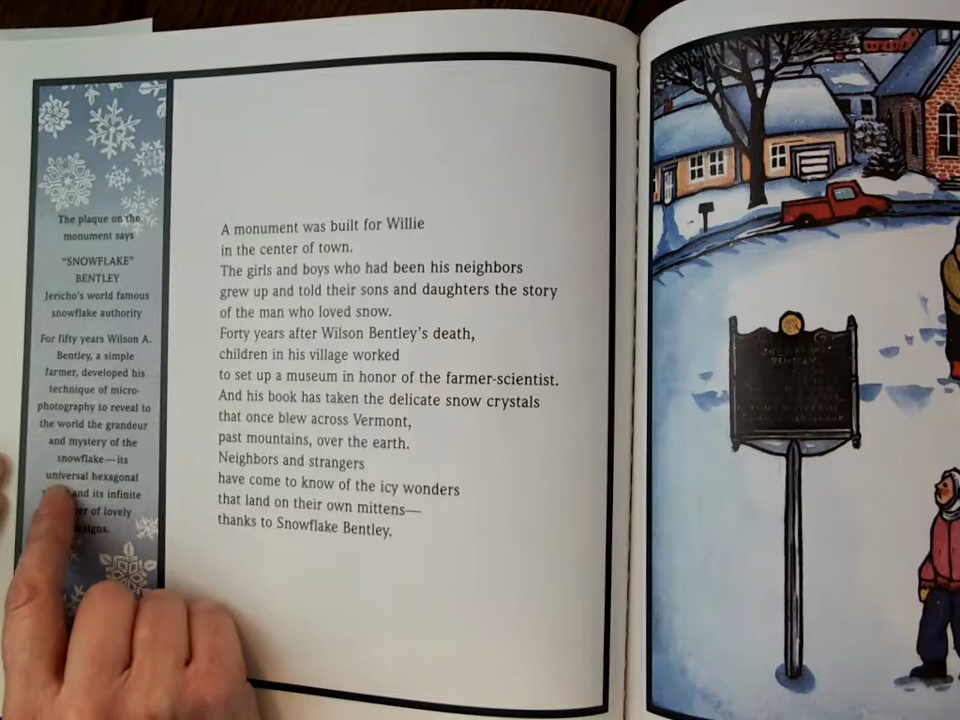 The plaque on the
monument says
"SNOWFLAKE"
BENTLEY
Jericho's world famous
snowflake authority
For fifty years Wilson A.
Bentley, a simple
farmer, developed his
technique of micro-
photography to reveal to
the world the grandeur
and mystery of the
snowflake—its
universal hexagonal
and its infinite
of lovely
A monument was built for Willie
in the center of town.
The girls and boys who had been his neighbors
grew up and told their sons and daughters the story
of the man who loved snow.
Forty years after Wilson Bentley's death,
children in his village worked
to set up a museum in honor of the farmer-scientist.
And his book has taken the delicate snow crystals
that once blew across Vermont,
past mountains, over the earth.
Neighbors and strangers
have come to know of the icy wonders
that land on their own mittens—
thanks to Snowflake Bentley.
SNOWFLAKE
BENTLEY